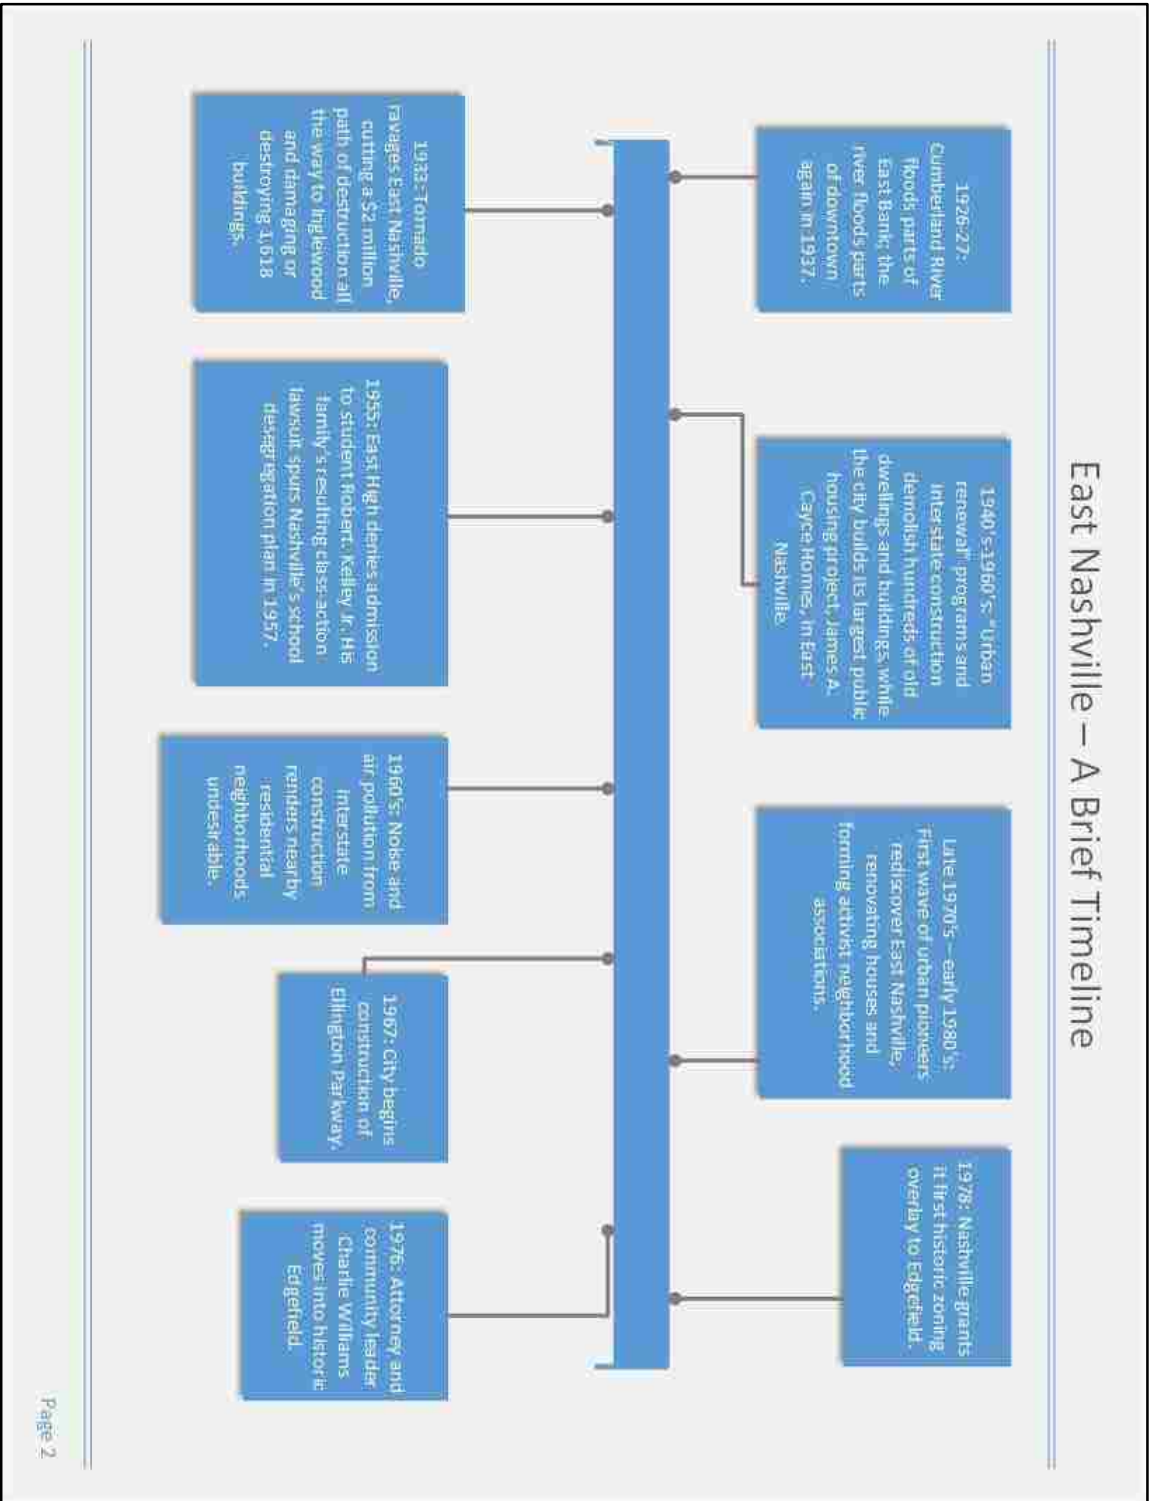 East Nashville – A Brief Timeline
1926-27:
Cumberland River
floods parts of
East Bank; the
river floods parts
of downtown
again in 1937.
1940's-1960's: "Urban
renewal" programs and
interstate construction
demolish hundreds of old
dwellings and buildings, while
the city builds its largest public
housing project, James A.
Cayce Homes, in East
Nashville.
Late 1970's – early 1980's:
First wave of urban pioneers
rediscover East Nashville,
renovating houses and
forming activist neighborhood
associations.
1978: Nashville grants
it first historic zoning
overlay to Edgefield.
1933: Tornado
ravages East Nashville,
cutting a $2 million
path of destruction all
the way to Inglewood
and damaging or
destroying 1,618
buildings.
1955: East High denies admission
to student Robert. Kelley Jr. His
family's resulting class-action
lawsuit spurs Nashville's school
desegregation plan in 1957.
1960's: Noise and
air pollution from
interstate
construction
renders nearby
residential
neighborhoods
undesirable.
1967: City begins
construction of
Ellington Parkway.
1976: Attorney and
community leader
Charlie Williams
moves into historic
Edgefield.
Page 2